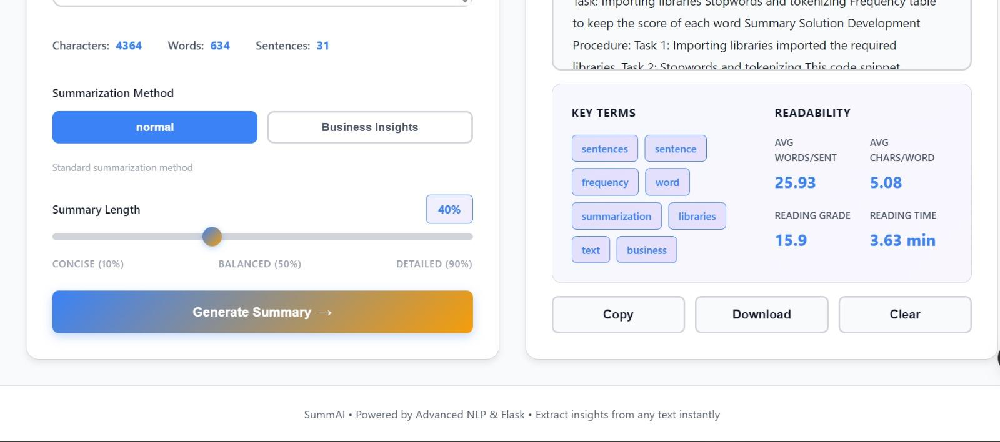 Characters: 4364 Words: 634 Sentences: 31
Summarization Method
normal Business Insights
Standard summarization method
Summary Length 40%
CONCISE (10%) BALANCED (50%) DETAILED (90%)
Generate Summary →
Task: Importing libraries Stopwords and tokenizing Frequency table
to keep the score of each word Summary Solution Development
Procedure: Task 1: Importing libraries imported the required
libraries. Task 2: Stopwords and tokenizing This code snippet
KEY TERMS
sentences sentence
frequency word
summarization libraries
text business
READABILITY
AVG WORDS/SENT
25.93
AVG CHARS/WORD
5.08
READING GRADE
15.9
READING TIME
3.63 min
Copy Download Clear
SummAI • Powered by Advanced NLP & Flask • Extract insights from any text instantly